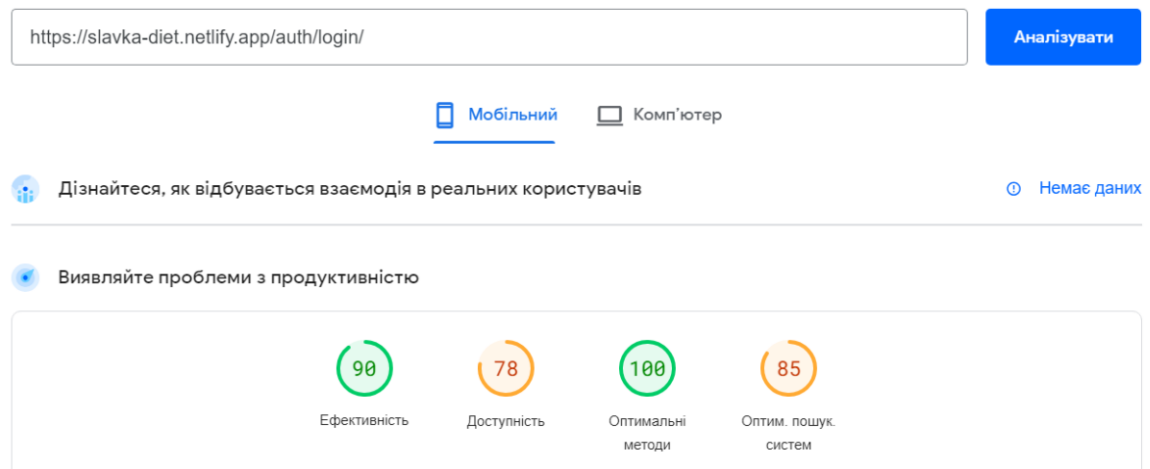 https://slavka-diet.netlify.app/auth/login/ Аналізувати
Мобільний Комп'ютер
Дізнайтеся, як відбувається взаємодія в реальних користувачів Немає даних
Виявляйте проблеми з продуктивністю
90 78 100 85
Ефективність Доступність Оптимальні методи Оптим. пошук. систем